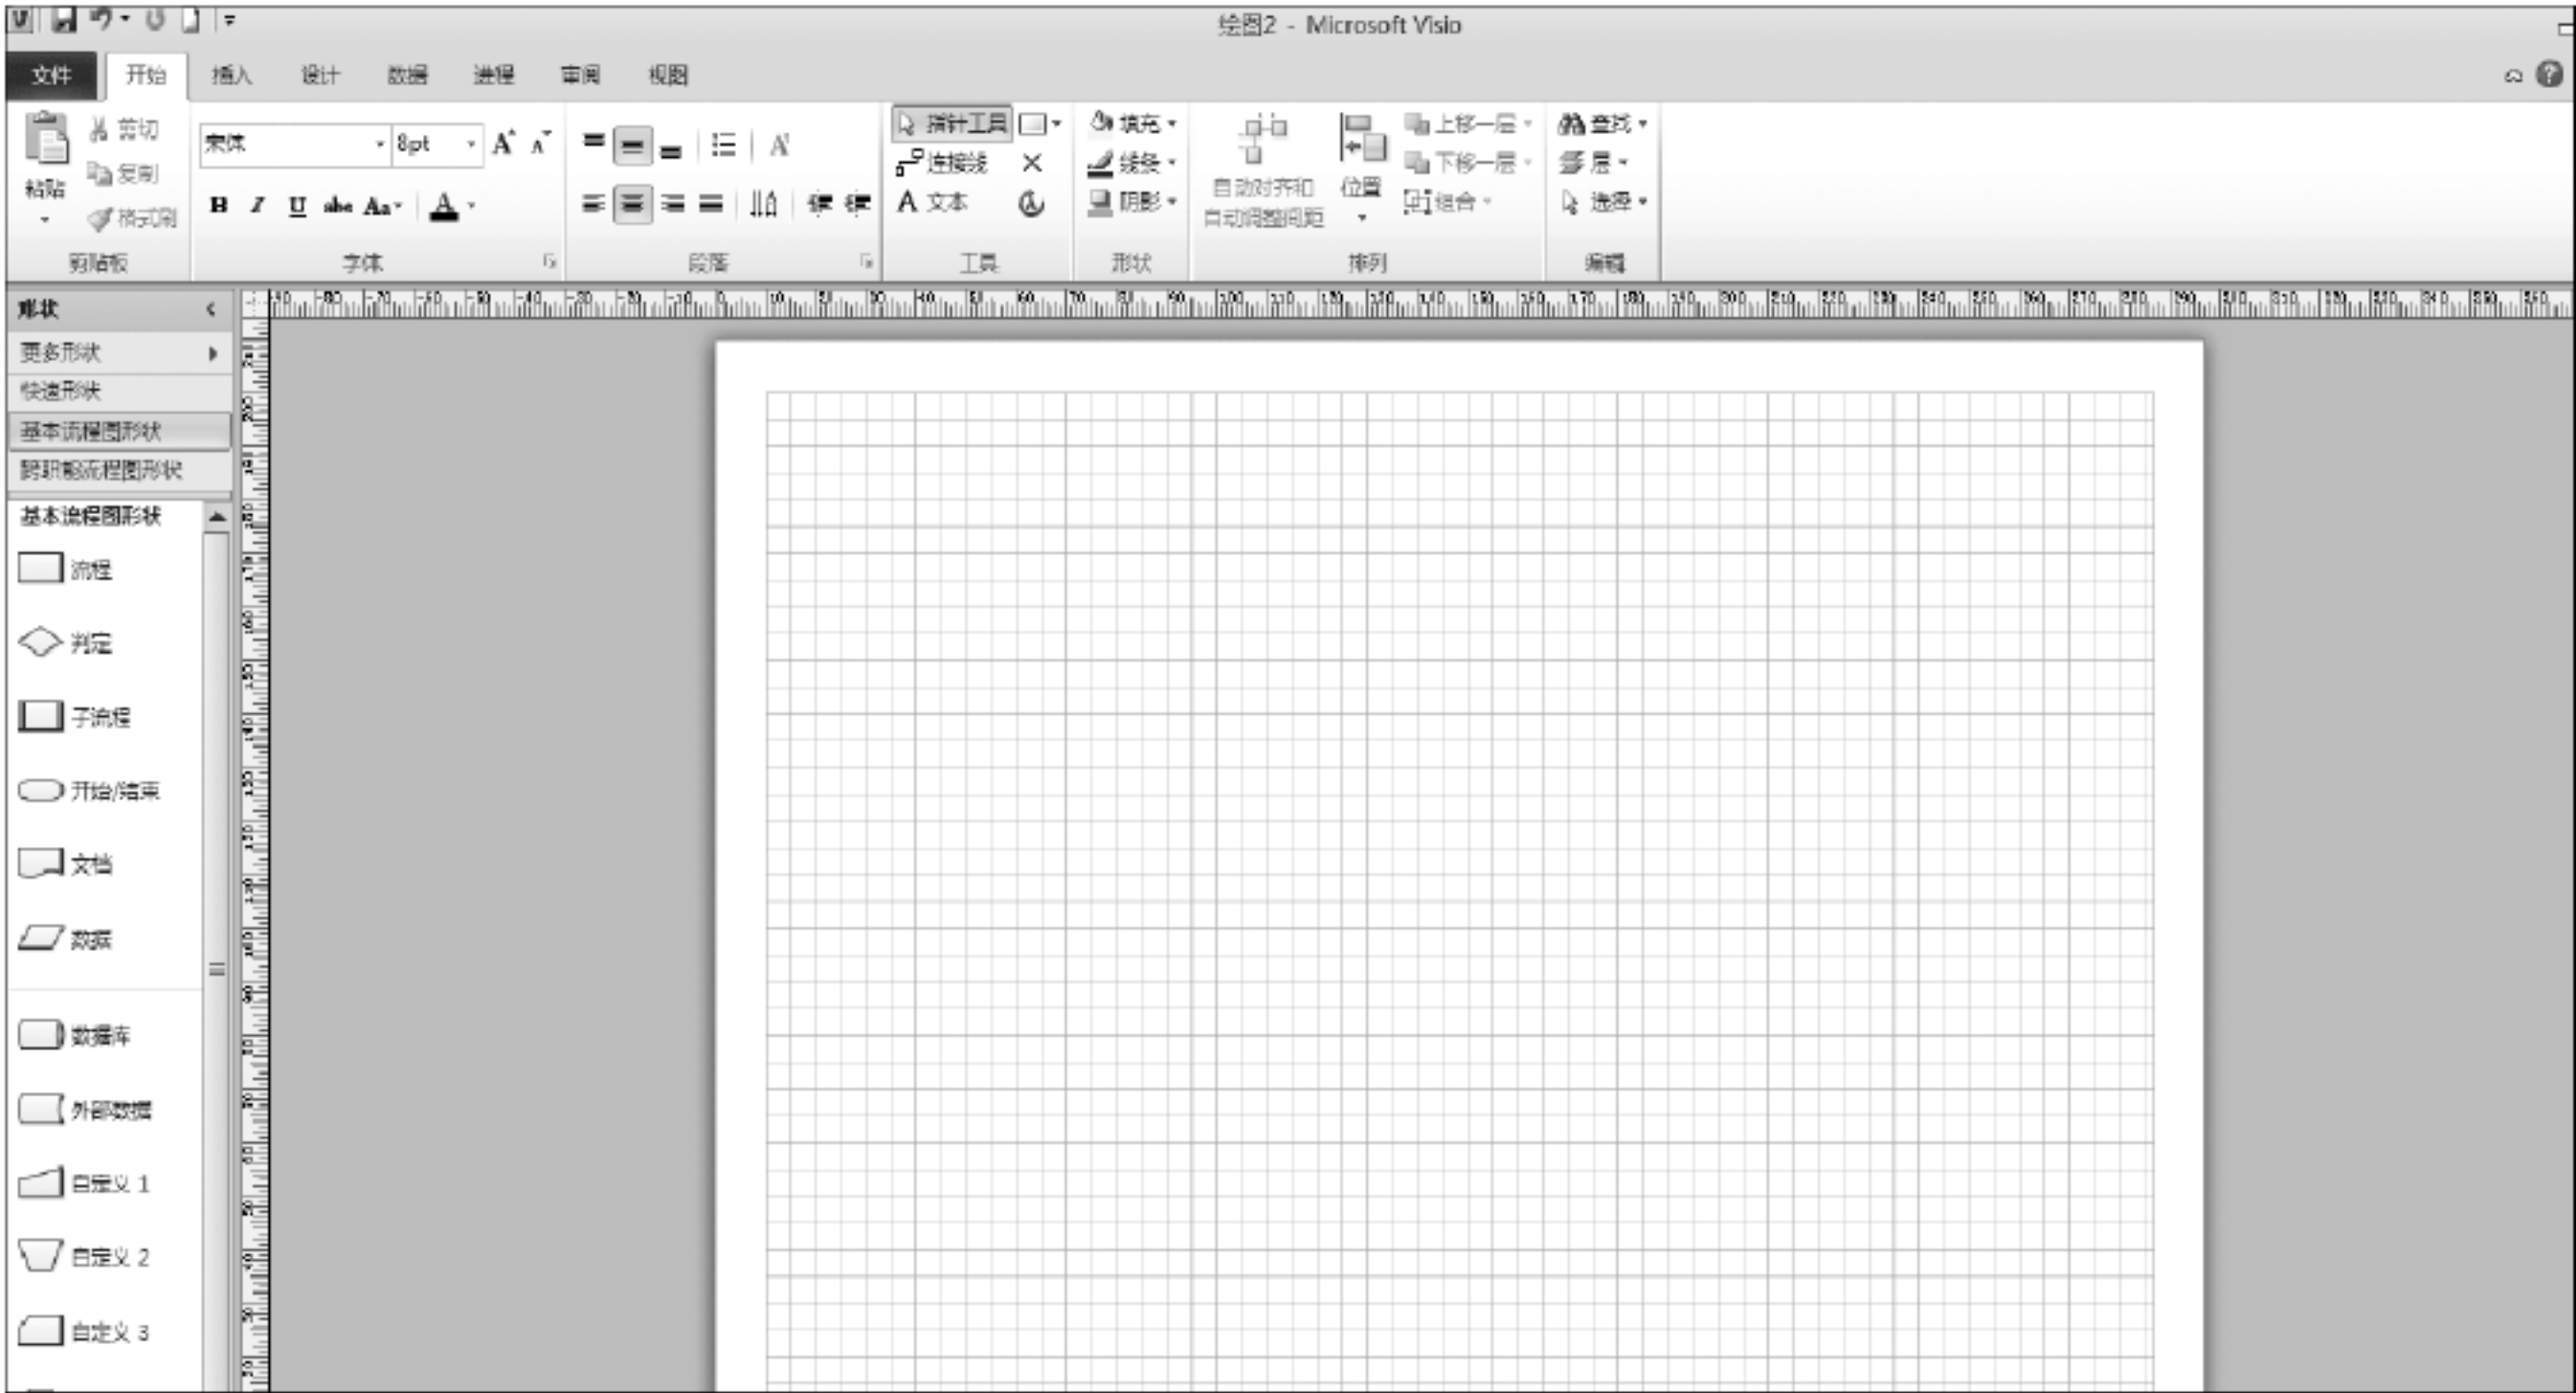 绘图2 - Microsoft Visio
文件 开始 插入 设计 数据 进程 审阅 视图
粘贴 剪切 复制 格式刷
剪贴板
宋体 8pt A A
B I U abc Aa A
字体
段落
指针工具
连接线
A 文本
工具
填充
线条
阴影
形状
自动对齐和
自动调整间距
位置
上移一层
下移一层
组合
排列
查找
层
选择
编辑
形状
更多形状
快速形状
基本流程图形状
跨职能流程图形状
基本流程图形状
流程
判定
子流程
开始/结束
文档
数据
数据库
外部数据
自定义 1
自定义 2
自定义 3